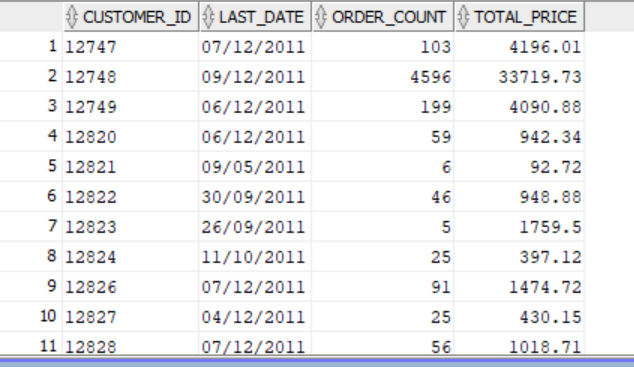 CUSTOMER_ID LAST_DATE ORDER_COUNT TOTAL_PRICE
1 12747 07/12/2011 103 4196.01
2 12748 09/12/2011 4596 33719.73
3 12749 06/12/2011 199 4090.88
4 12820 06/12/2011 59 942.34
5 12821 09/05/2011 6 92.72
6 12822 30/09/2011 46 948.88
7 12823 26/09/2011 5 1759.5
8 12824 11/10/2011 25 397.12
9 12826 07/12/2011 91 1474.72
10 12827 04/12/2011 25 430.15
11 12828 07/12/2011 56 1018.71